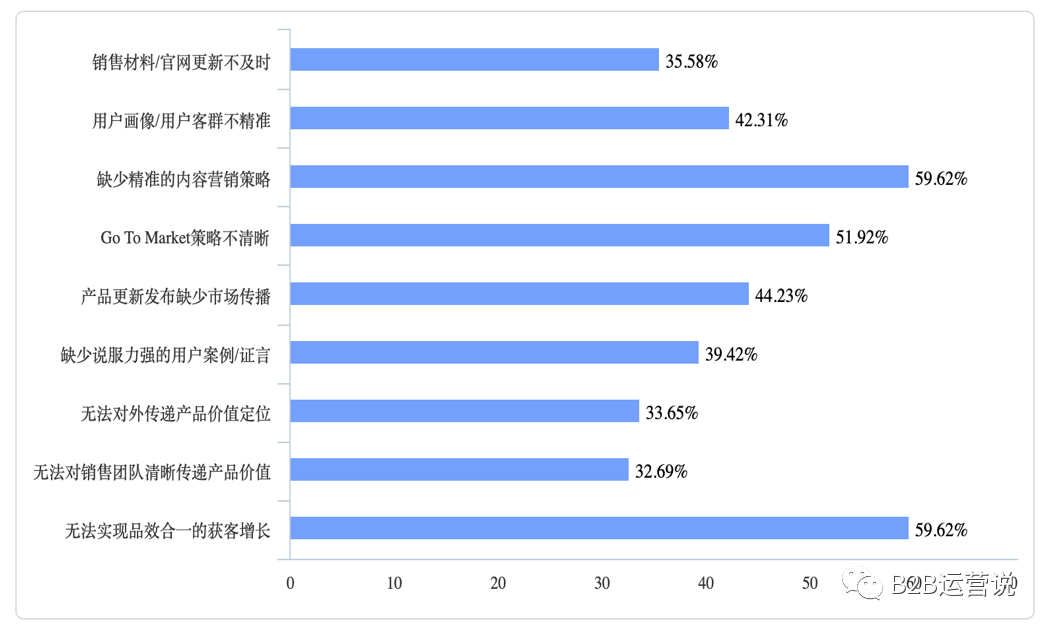 销售材料/官网更新不及时 35.58%
用户画像/用户客群不精准 42.31%
缺少精准的内容营销策略 59.62%
Go To Market策略不清晰 51.92%
产品更新发布缺少市场传播 44.23%
缺少说服力强的用户案例/证言 39.42%
无法对外传递产品价值定位 33.65%
无法对销售团队清晰传递产品价值 32.69%
无法实现品效合一的获客增长 59.62%
0 10 20 30 40 50 60
B2B运营说